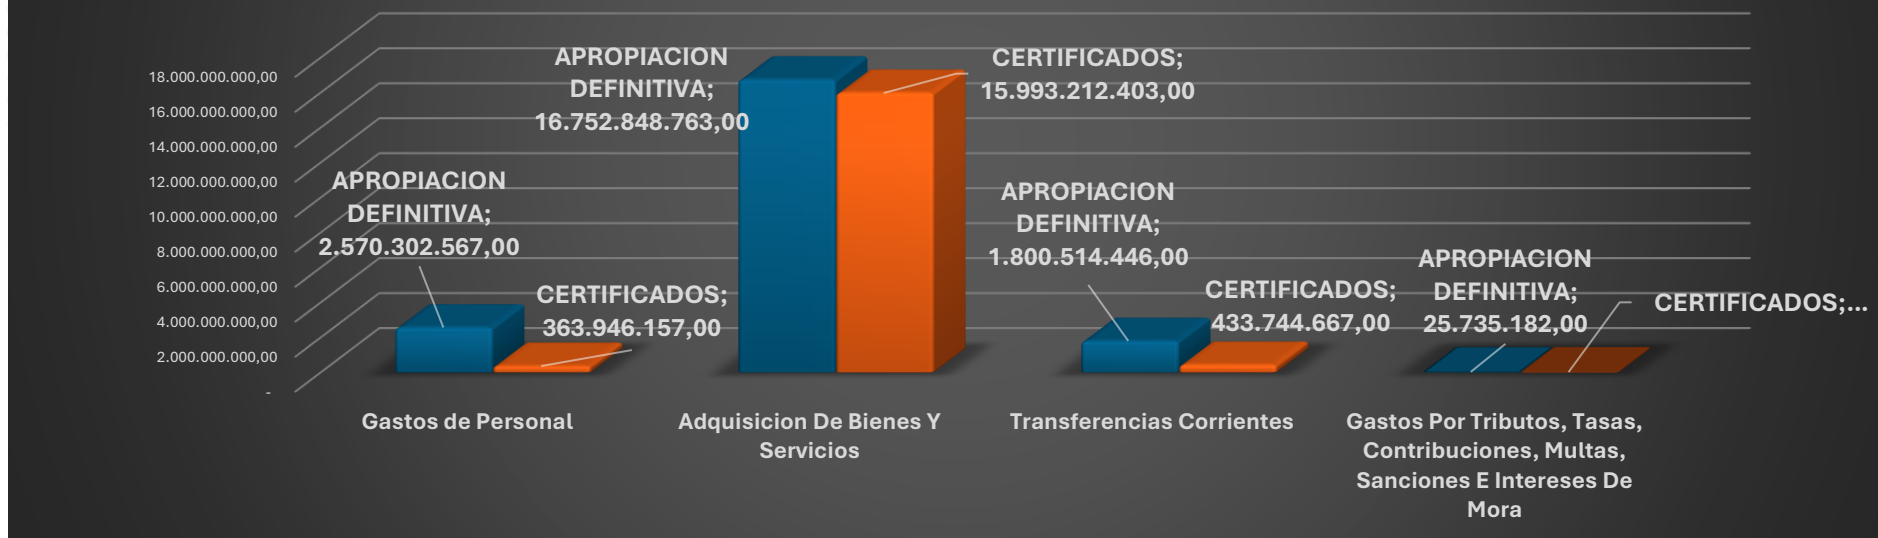 18.000.000.000,00
16.000.000.000,00
14.000.000.000,00
12.000.000.000,00
10.000.000.000,00
8.000.000.000,00
6.000.000.000,00
4.000.000.000,00
2.000.000.000,00
-
APROPIACION
DEFINITIVA;
2.570.302.567,00
CERTIFICADOS;
363.946.157,00
APROPIACION
DEFINITIVA;
16.752.848.763,00
CERTIFICADOS;
15.993.212.403,00
APROPIACION
DEFINITIVA;
1.800.514.446,00
CERTIFICADOS;
433.744.667,00
APROPIACION
DEFINITIVA;
25.735.182,00
CERTIFICADOS;...
Gastos de Personal
Adquisicion De Bienes Y
Servicios
Transferencias Corrientes
Gastos Por Tributos, Tasas,
Contribuciones, Multas,
Sanciones E Intereses De
Mora